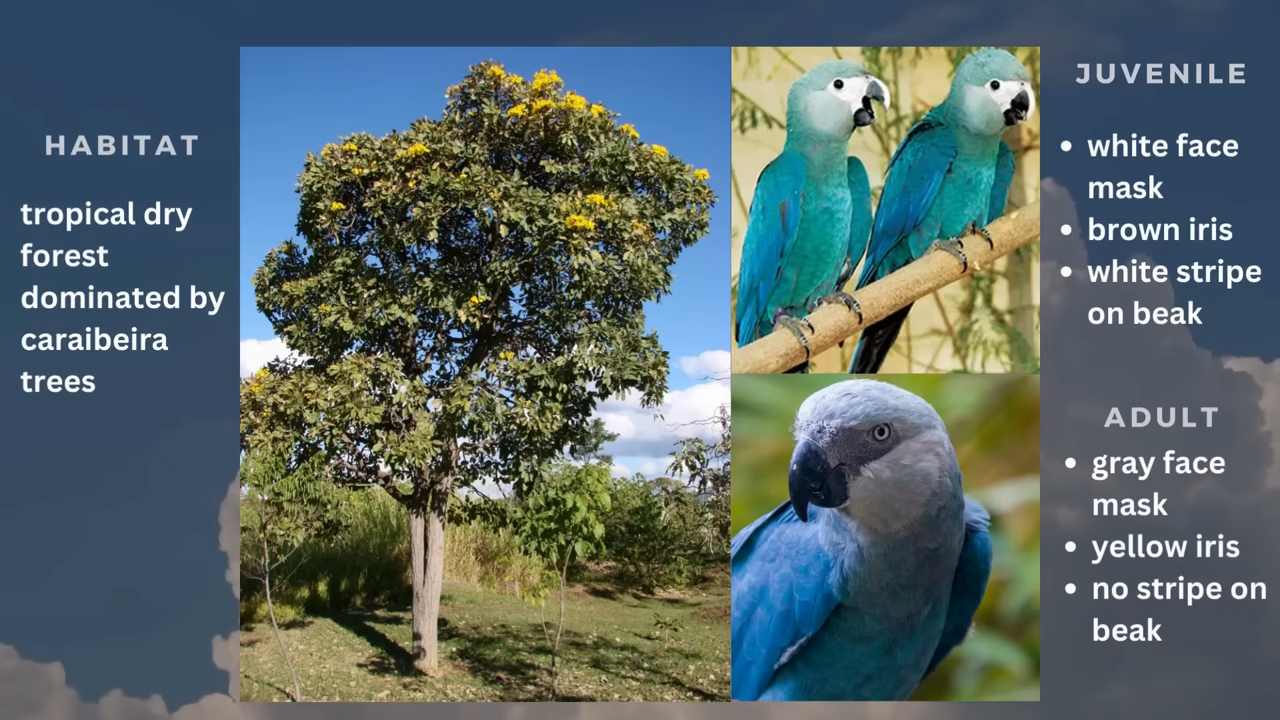 HABITAT
tropical dry
forest
dominated by
caraibeira
trees
JUVENILE
• white face
mask
• brown iris
• white stripe
on beak
ADULT
• gray face
mask
• yellow iris
• no stripe on
beak